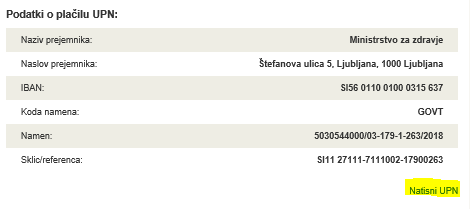 Podatki o plačilu UPN:
Naziv prejemnika: Ministrstvo za zdravje
Naslov prejemnika: Štefanova ulica 5, Ljubljana, 1000 Ljubljana
IBAN: SI56 0110 0100 0315 637
Koda namena: GOVT
Namen: 5030544000/03-179-1-263/2018
Sklic/referenca: SI11 27111-7111002-17900263
Natisni UPN